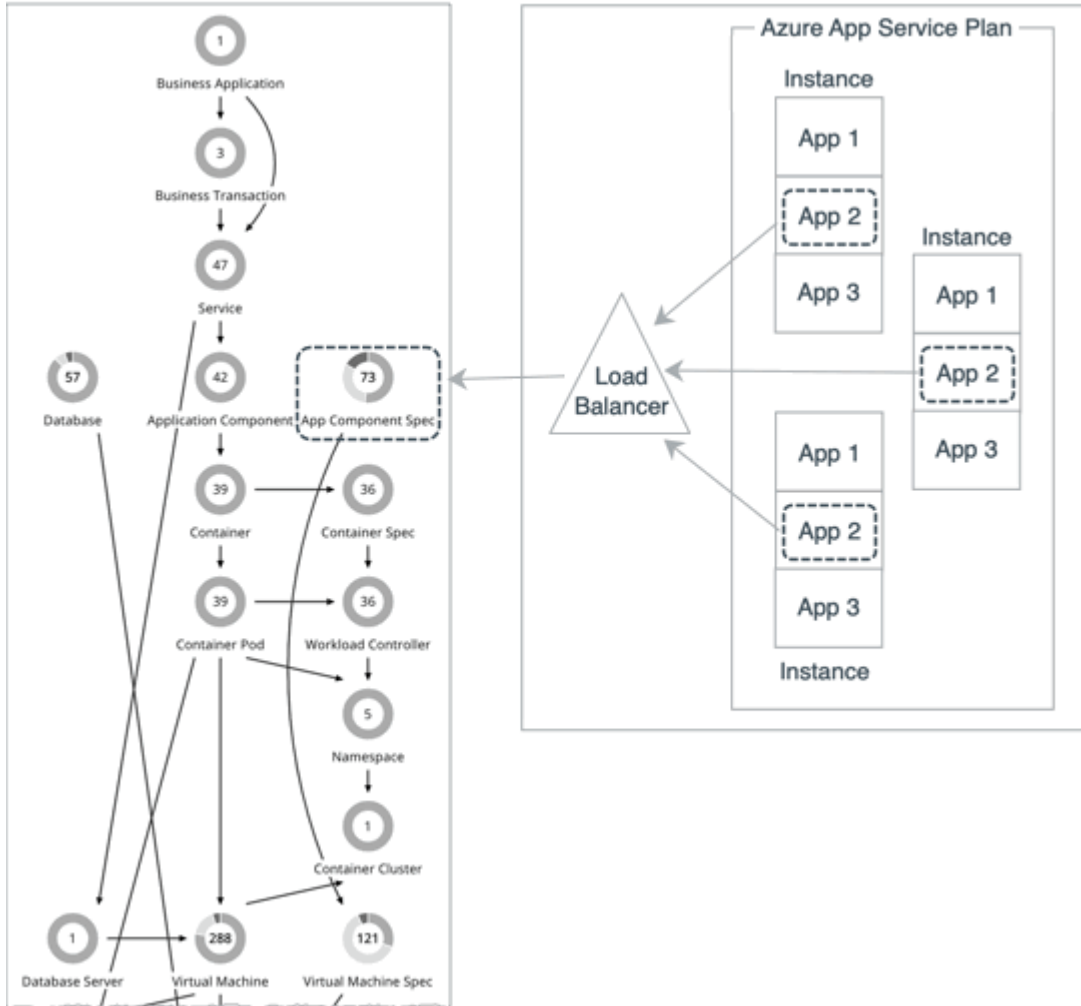 1
Business Application
3
Business Transaction
47
Service
57
Database
42
Application Component
73
App Component Spec
39
Container
36
Container Spec
39
Container Pod
36
Workload Controller
5
Namespace
1
Container Cluster
1
Database Server
288
Virtual Machine
121
Virtual Machine Spec
Azure App Service Plan
Instance
App 1
App 2
App 3
Instance
App 1
App 2
App 3
Load
Balancer
App 1
App 2
App 3
Instance